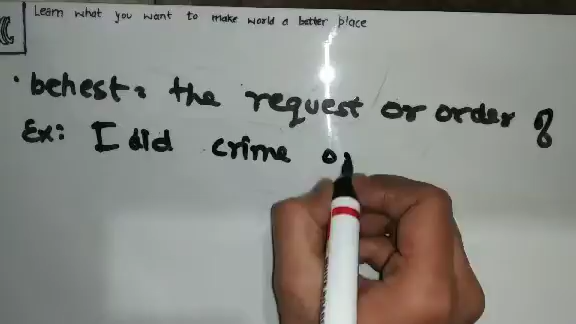 Learn what you want to make world a better place
C
• behest: the request or order of
Ex: I did crime o